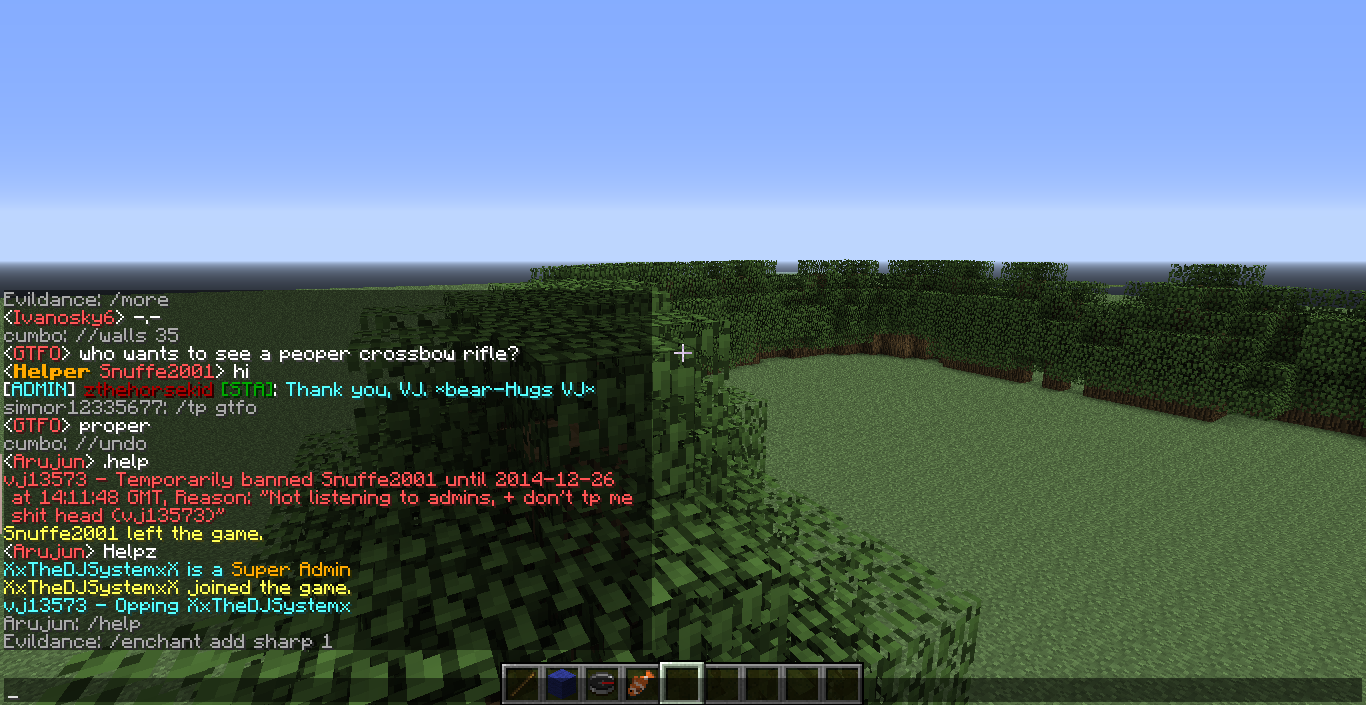 Evildance: /more
<Ivanosky6> -.-
cumbo: //walls 35
<GTFO> who wants to see a peoper crossbow rifle?
<Helper Snuffe2001> hi
[ADMIN] zthehorsekid [STA]: Thank you, VJ. *bear-Hugs VJ*
simnor12335677: /tp gtfo
<GTFO> proper
cumbo: //undo
<Arujun> .help
vj13573 - Temporarily banned Snuffe2001 until 2014-12-26
at 14:11:48 GMT, Reason: "Not listening to admins, + don't tp me
shit head (vj13573)"
Snuffe2001 left the game.
<Arujun> Helpz
XxTheDJSystemxX is a Super Admin
XxTheDJSystemxX joined the game.
vj13573 - Opping XxTheDJSystemx
Arujun: /help
Evildance: /enchant add sharp 1
_